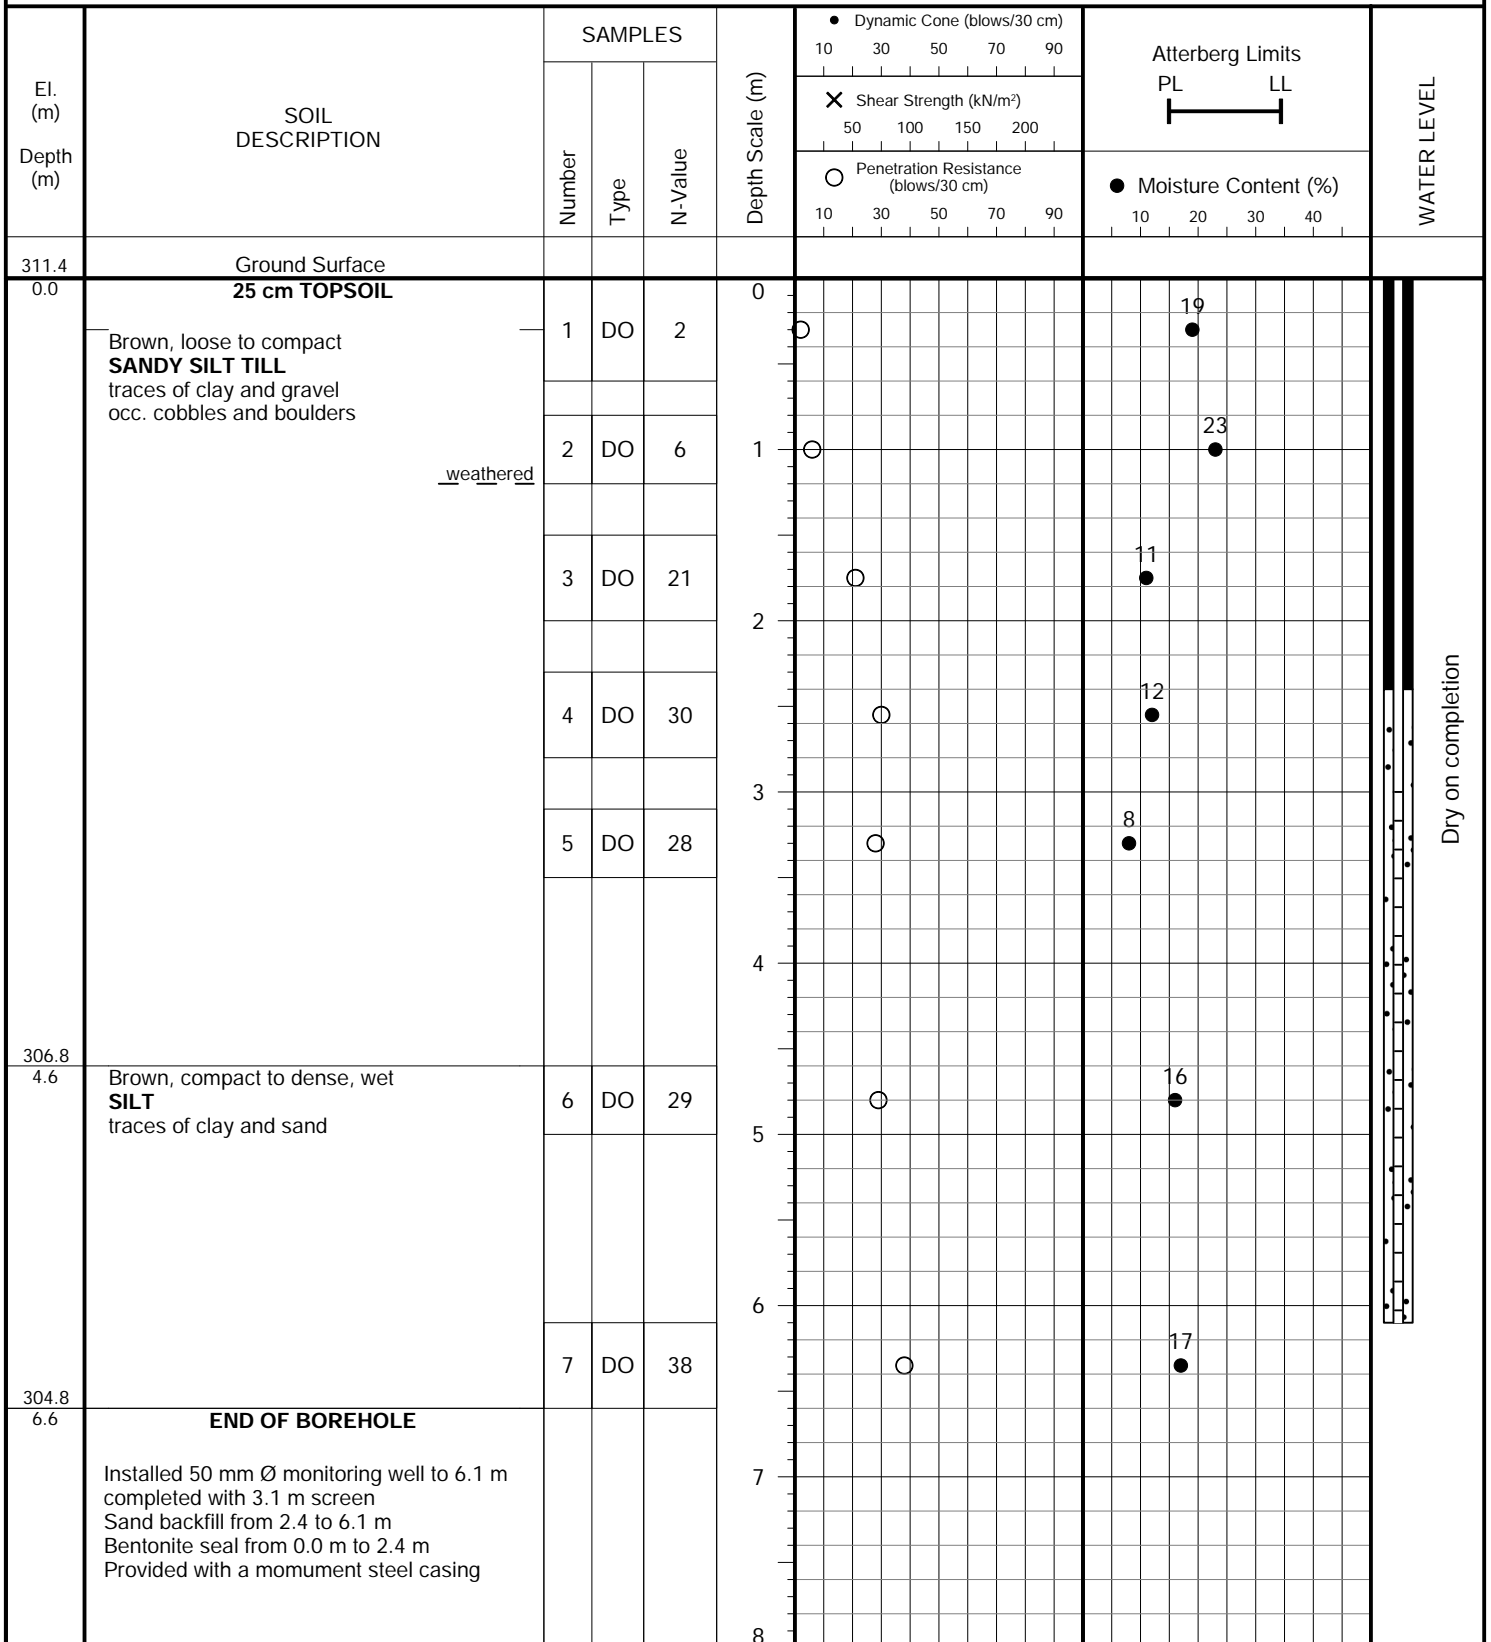 El.
(m)
Depth
(m)
SOIL
DESCRIPTION
SAMPLES
Number
Type
N-Value
Depth Scale (m)
Dynamic Cone (blows/30 cm)
10 30 50 70 90
Shear Strength (kN/m²)
50 100 150 200
Penetration Resistance
(blows/30 cm)
10 30 50 70 90
Atterberg Limits
PL LL
Moisture Content (%)
10 20 30 40
WATER LEVEL
311.4
Ground Surface
0.0
25 cm TOPSOIL
0
19
1 DO 2
Brown, loose to compact
SANDY SILT TILL
traces of clay and gravel
occ. cobbles and boulders
23
2 DO 6
1
weathered
11
3 DO 21
2
12
4 DO 30
3
8
5 DO 28
Dry on completion
4
306.8
4.6
Brown, compact to dense, wet
SILT
traces of clay and sand
16
6 DO 29
5
6
17
7 DO 38
304.8
6.6
END OF BOREHOLE
Installed 50 mm Ø monitoring well to 6.1 m
completed with 3.1 m screen
Sand backfill from 2.4 to 6.1 m
Bentonite seal from 0.0 m to 2.4 m
Provided with a momument steel casing
7
8